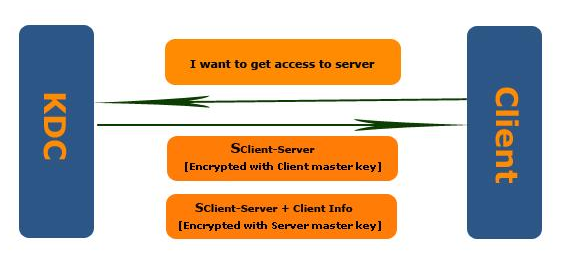 KDC
I want to get access to server
Client
SClient-Server
[Encrypted with Client master key]
SClient-Server + Client Info
[Encrypted with Server master key]